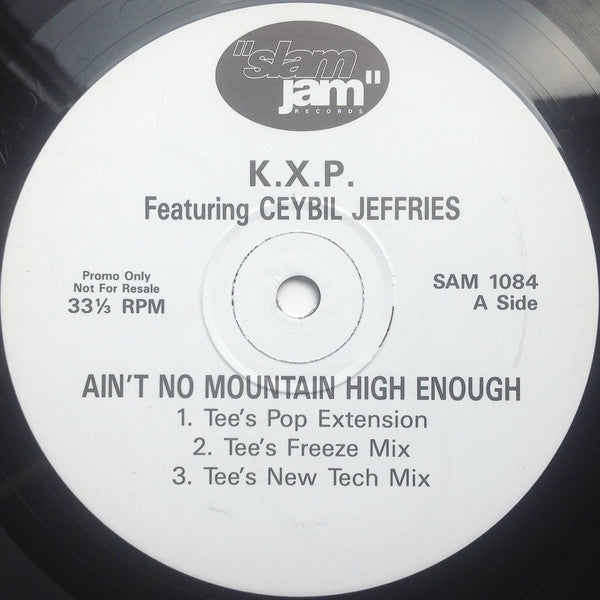 "slam
jam"
RECORDS
K.X.P.
Featuring CEYBIL JEFFRIES
Promo Only
Not For Resale
33⅓ RPM
SAM 1084
A Side
AIN'T NO MOUNTAIN HIGH ENOUGH
1. Tee's Pop Extension
2. Tee's Freeze Mix
3. Tee's New Tech Mix